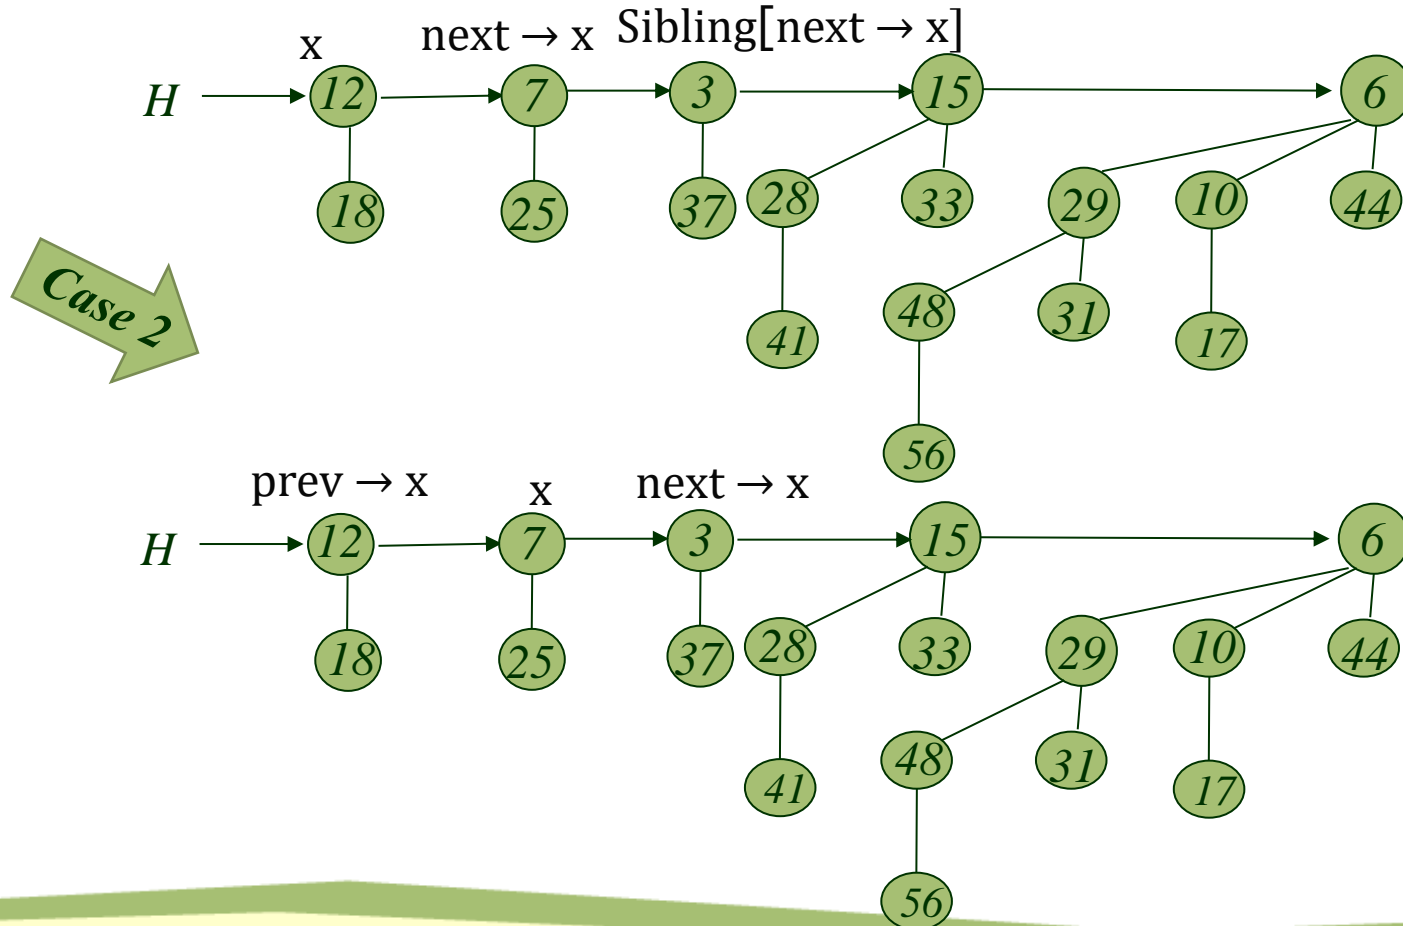 x next → x Sibling[next → x]
H 12 7 3 15 6
18 25 37 28 33 29 10 44
41 48 31 17
56
Case 2
prev → x x next → x
H 12 7 3 15 6
18 25 37 28 33 29 10 44
41 48 31 17
56